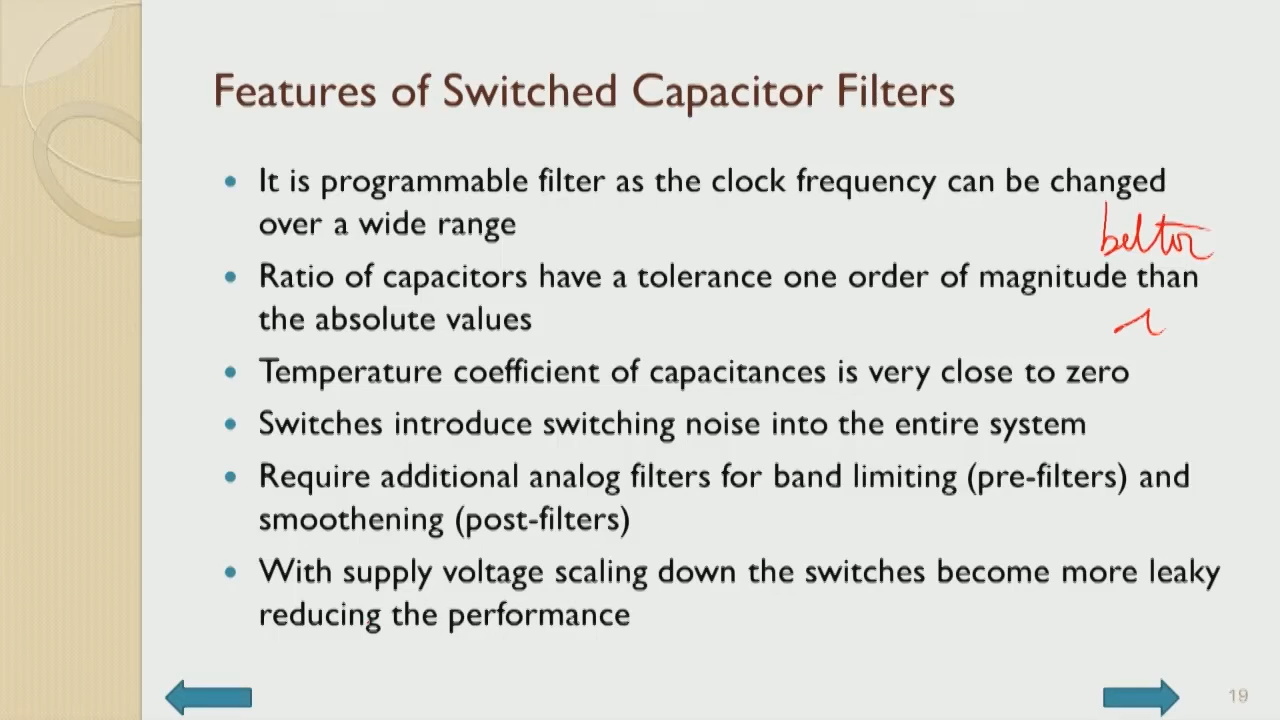 Features of Switched Capacitor Filters
It is programmable filter as the clock frequency can be changed
over a wide range
better
Ratio of capacitors have a tolerance one order of magnitude than
the absolute values
Temperature coefficient of capacitances is very close to zero
Switches introduce switching noise into the entire system
Require additional analog filters for band limiting (pre-filters) and
smoothening (post-filters)
With supply voltage scaling down the switches become more leaky
reducing the performance
19